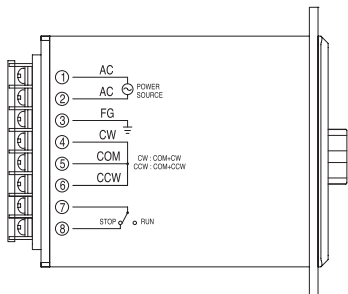 ① AC
POWER
② AC SOURCE
③ FG
④ CW
⑤ COM CW : COM+CW
CCW : COM+CCW
⑥ CCW
⑦
STOP RUN
⑧